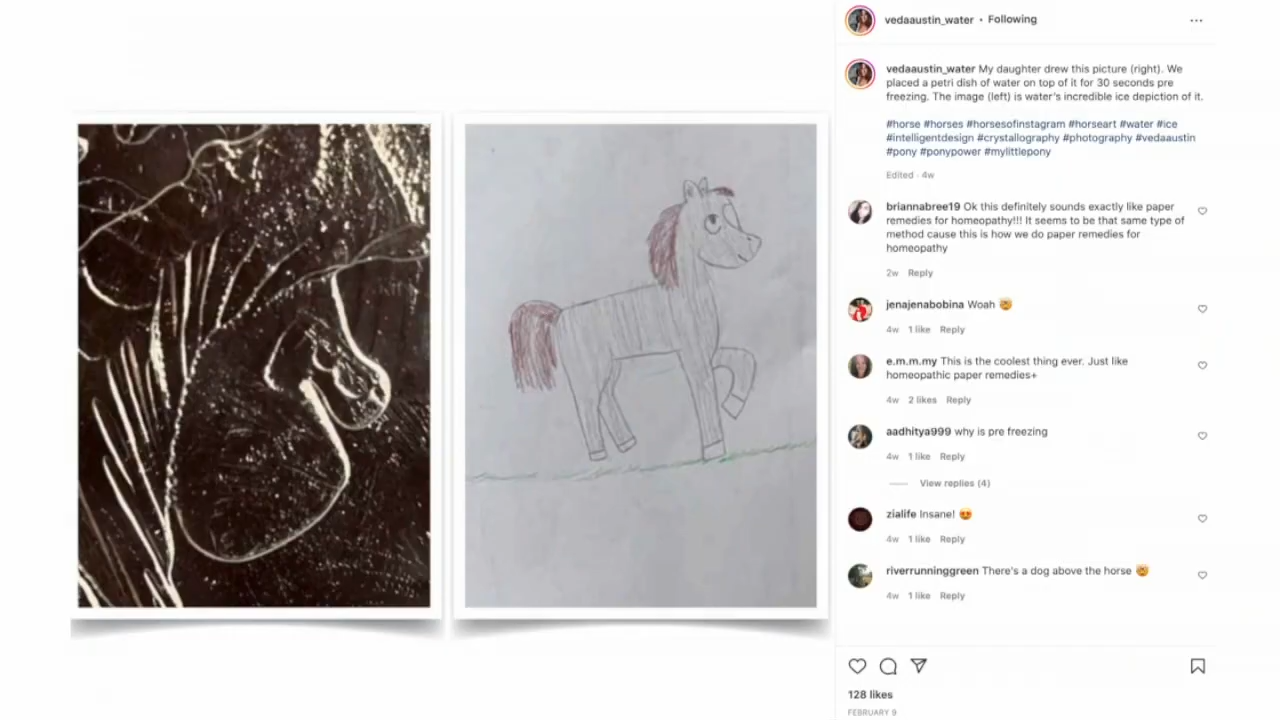 vedaaustin_water • Following
vedaaustin_water My daughter drew this picture (right). We
placed a petri dish of water on top of it for 30 seconds pre
freezing. The image (left) is water's incredible ice depiction of it.
#horse #horses #horsesofinstagram #horseart #water #ice
#intelligentdesign #crystallography #photography #vedaaustin
#pony #ponypower #mylittlepony
Edited · 4w
briannabree19 Ok this definitely sounds exactly like paper
remedies for homeopathy!!! It seems to be that same type of
method cause this is how we do paper remedies for
homeopathy
2w Reply
jenajenabobina Woah 🤯
4w 1 like Reply
e.m.m.my This is the coolest thing ever. Just like
homeopathic paper remedies+
4w 2 likes Reply
aadhitya999 why is pre freezing
4w 1 like Reply
View replies (4)
zialife Insane! 😍
4w 1 like Reply
riverrunninggreen There's a dog above the horse 🤯
4w 1 like Reply
128 likes
FEBRUARY 9